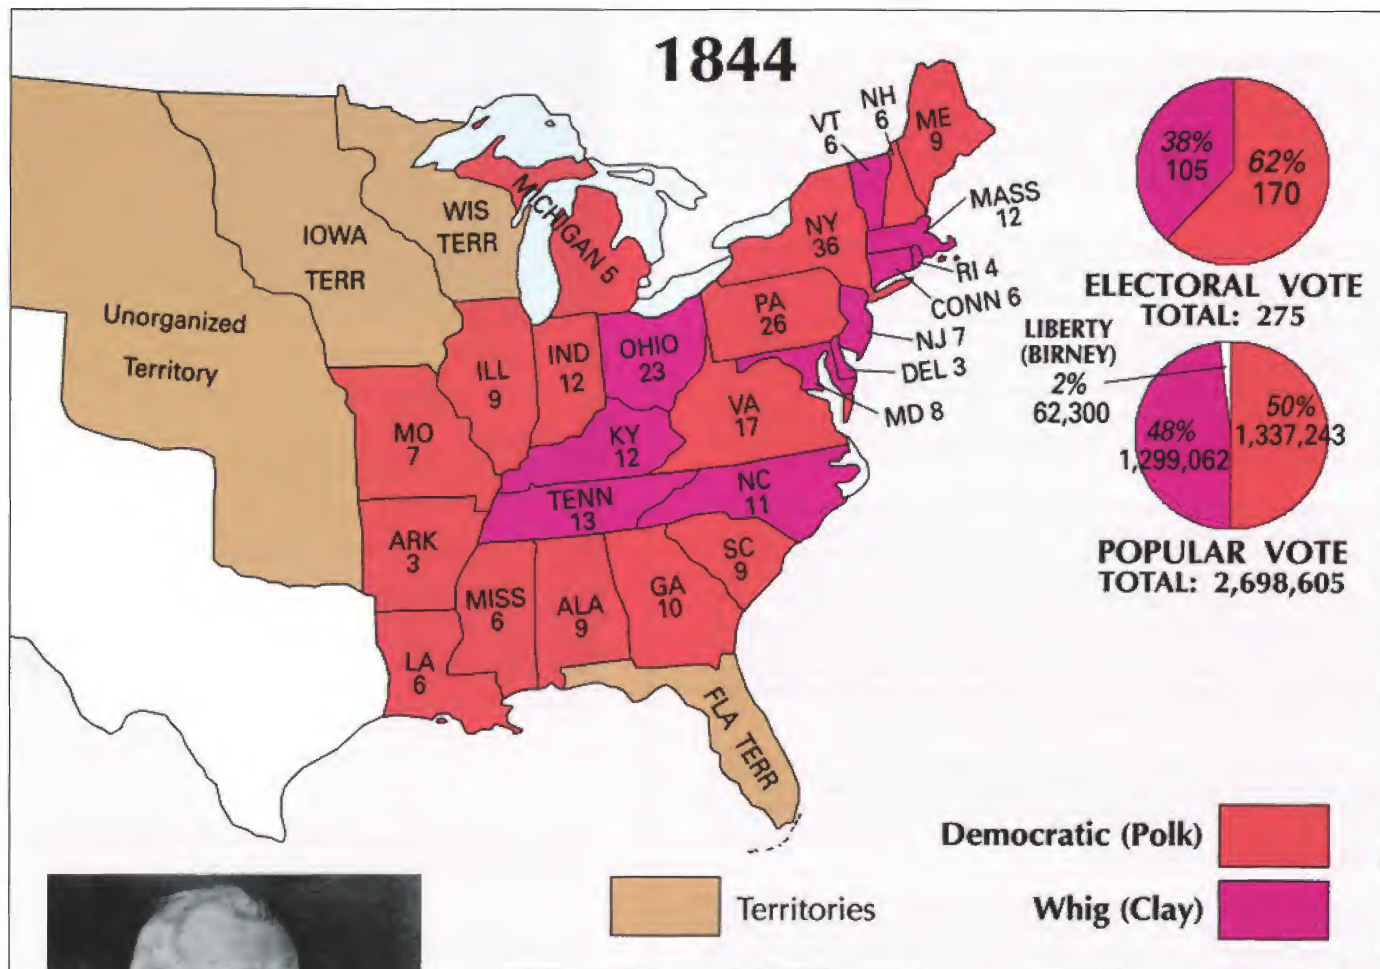 1844
VT
6
NH
6
ME
9
MASS
12
NY
36
RI 4
CONN 6
PA
26
NJ 7
DEL 3
MD 8
MICHIGAN 5
WIS
TERR
IOWA
TERR
Unorganized
Territory
ILL
9
IND
12
OHIO
23
VA
17
MO
7
KY
12
TENN
13
NC
11
ARK
3
SC
9
MISS
6
ALA
9
GA
10
LA
6
FLA TERR
38%
105
62%
170
ELECTORAL VOTE
TOTAL: 275
LIBERTY
(BIRNEY)
2%
62,300
48%
1,299,062
50%
1,337,243
POPULAR VOTE
TOTAL: 2,698,605
Democratic (Polk)
Whig (Clay)
Territories